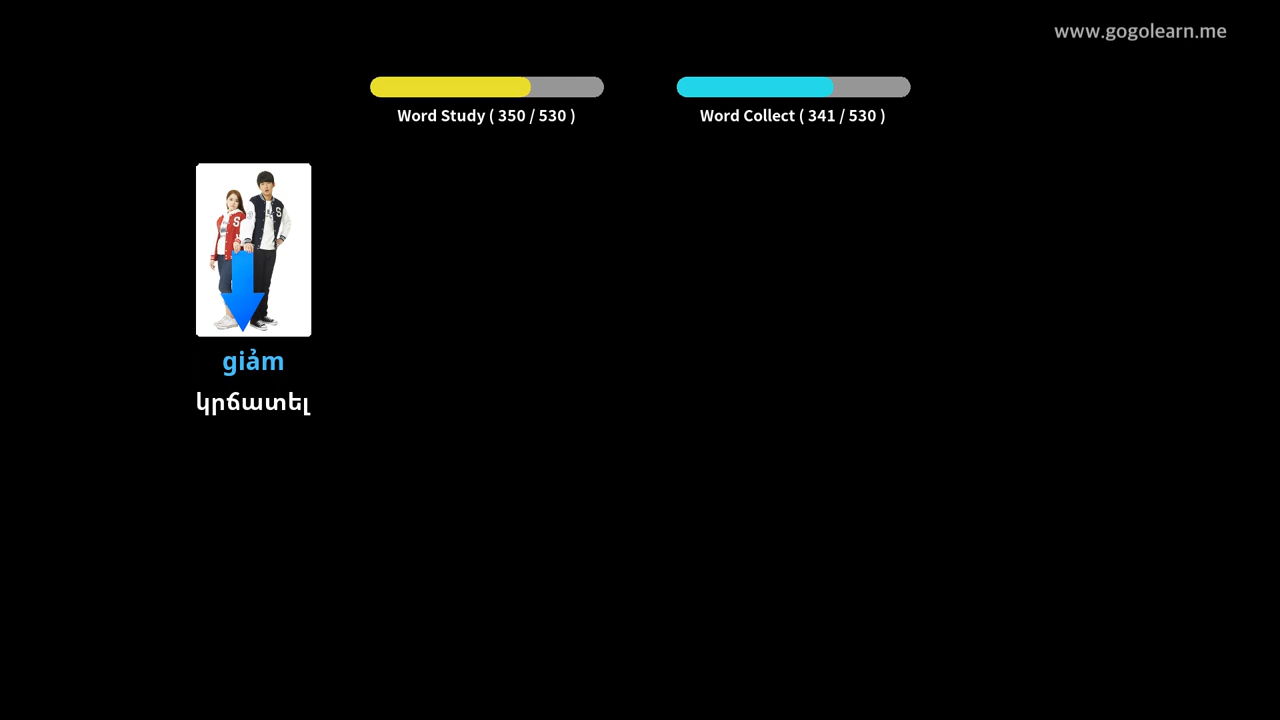 www.gogolearn.me
Word Study ( 350 / 530 )
Word Collect ( 341 / 530 )
S
S
giảm
կրճատել